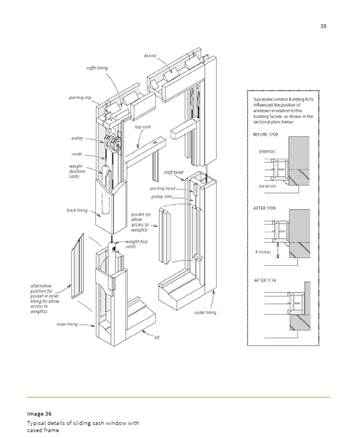 38
blocks
soffit lining
parting slip
pulley
top sash
cords
weight
(bottom
sash)
staff bead
parting bead
pulley stile
back lining
pocket (to
allow
access to
weights)
weight (top
sash)
alternative
position for
pocket in inner
lining (to allow
access to
weights)
inner lining
outer lining
sill
Successive London Building Acts
influenced the position of
windows in relation to the
building facade, as shown in the
sectional plans below:
BEFORE 1709
(interior)
(exterior)
AFTER 1709
4 inches
AFTER 1774
Image 36
Typical details of sliding sash window with
cased frame